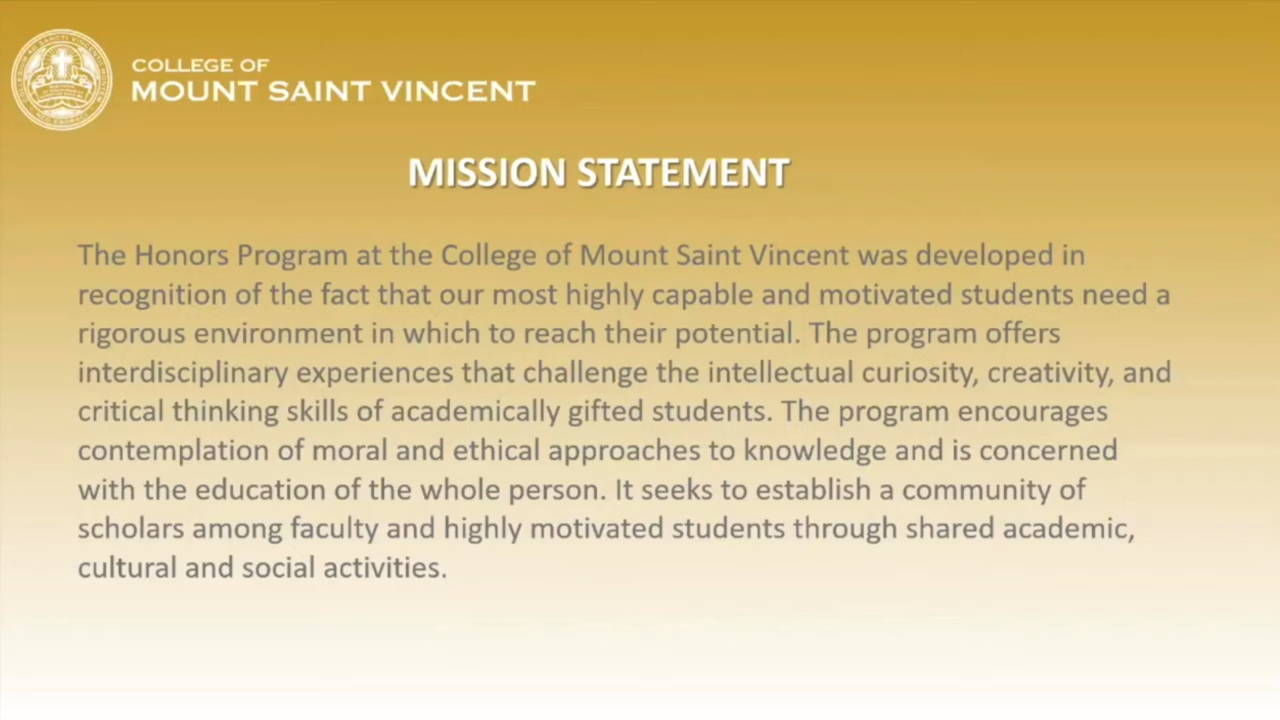 COLLEGE OF
MOUNT SAINT VINCENT
MISSION STATEMENT
The Honors Program at the College of Mount Saint Vincent was developed in
recognition of the fact that our most highly capable and motivated students need a
rigorous environment in which to reach their potential. The program offers
interdisciplinary experiences that challenge the intellectual curiosity, creativity, and
critical thinking skills of academically gifted students. The program encourages
contemplation of moral and ethical approaches to knowledge and is concerned
with the education of the whole person. It seeks to establish a community of
scholars among faculty and highly motivated students through shared academic,
cultural and social activities.